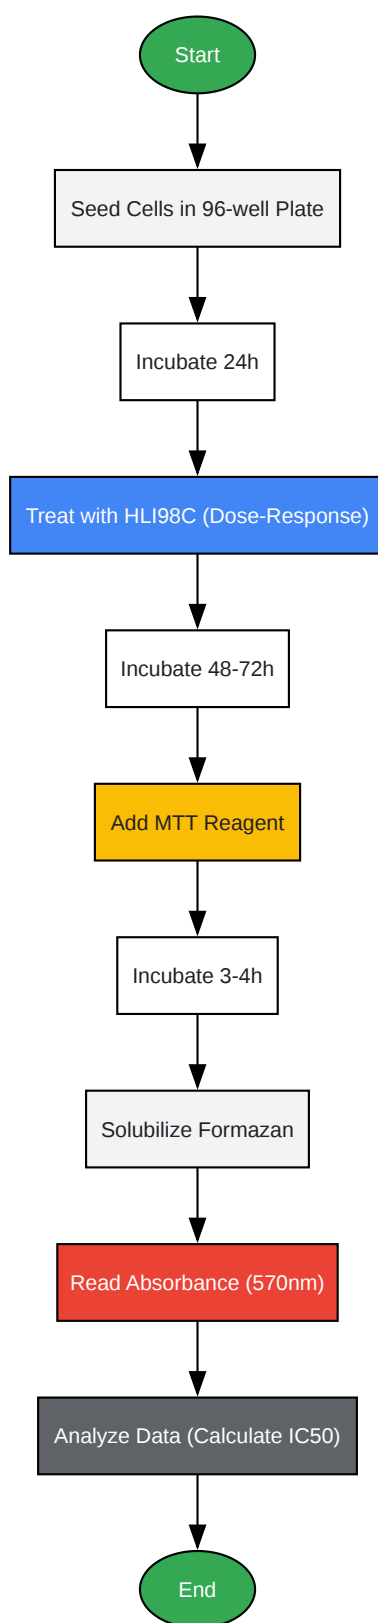 Start
Seed Cells in 96-well Plate
Incubate 24h
Treat with HLI98C (Dose-Response)
Incubate 48-72h
Add MTT Reagent
Incubate 3-4h
Solubilize Formazan
Read Absorbance (570nm)
Analyze Data (Calculate IC50)
End